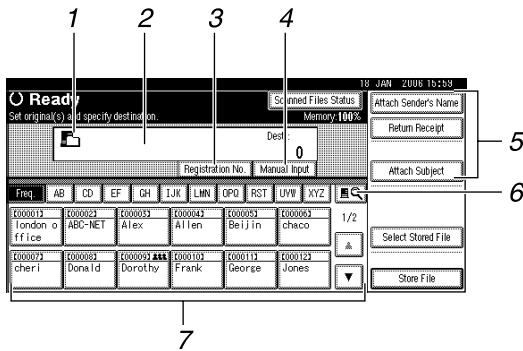 1 2 3 4
18 JAN 2006 15:59
Ready
Scanned Files Status
Attach Sender's Name
Set original(s) and specify destination.
Memory:100%
Return Receipt
Dest.:
0
5
Registration No.
Manual Input
Attach Subject
Freq. AB CD EF GH IJK LMN OPQ RST UVW XYZ
6
[00001] [00002] [00003] [00004] [00005] [00006]
london o ABC-NET Alex Allen Beijin chaco
ffice
1/2
Select Stored File
[00007] [00008] [00009] [00010] [00011] [00012]
cheri Donald Dorothy Frank George Jones
▲
▼
Store File
7